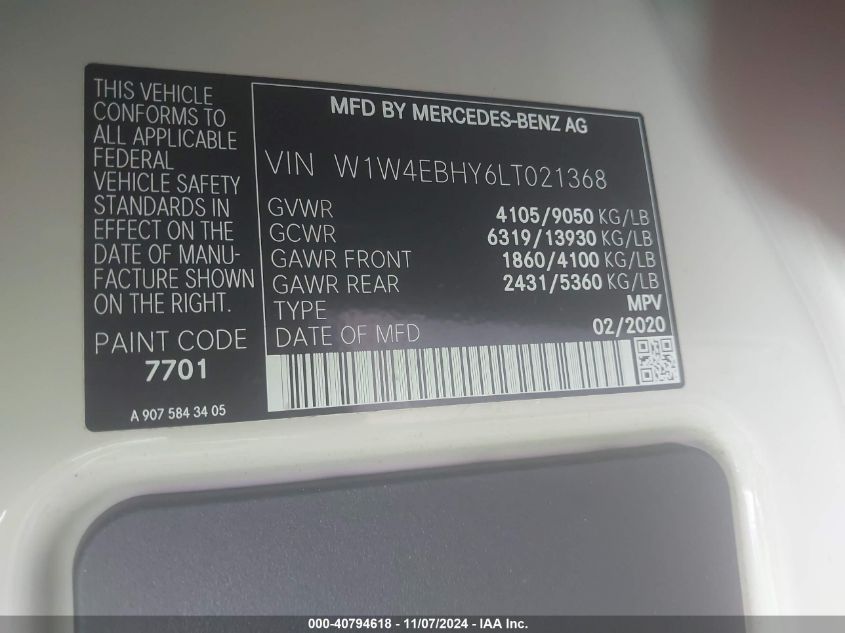 THIS VEHICLE
CONFORMS TO
ALL APPLICABLE
FEDERAL
VEHICLE SAFETY
STANDARDS IN
EFFECT ON THE
DATE OF MANU-
FACTURE SHOWN
ON THE RIGHT.
PAINT CODE
7701
A 907 584 34 05
MFD BY MERCEDES-BENZ AG
VIN W1W4EBHY6LT021368
GVWR 4105/9050 KG/LB
GCWR 6319/13930 KG/LB
GAWR FRONT 1860/4100 KG/LB
GAWR REAR 2431/5360 KG/LB
TYPE MPV
DATE OF MFD 02/2020
000-40794618 - 11/07/2024 - IAA Inc.